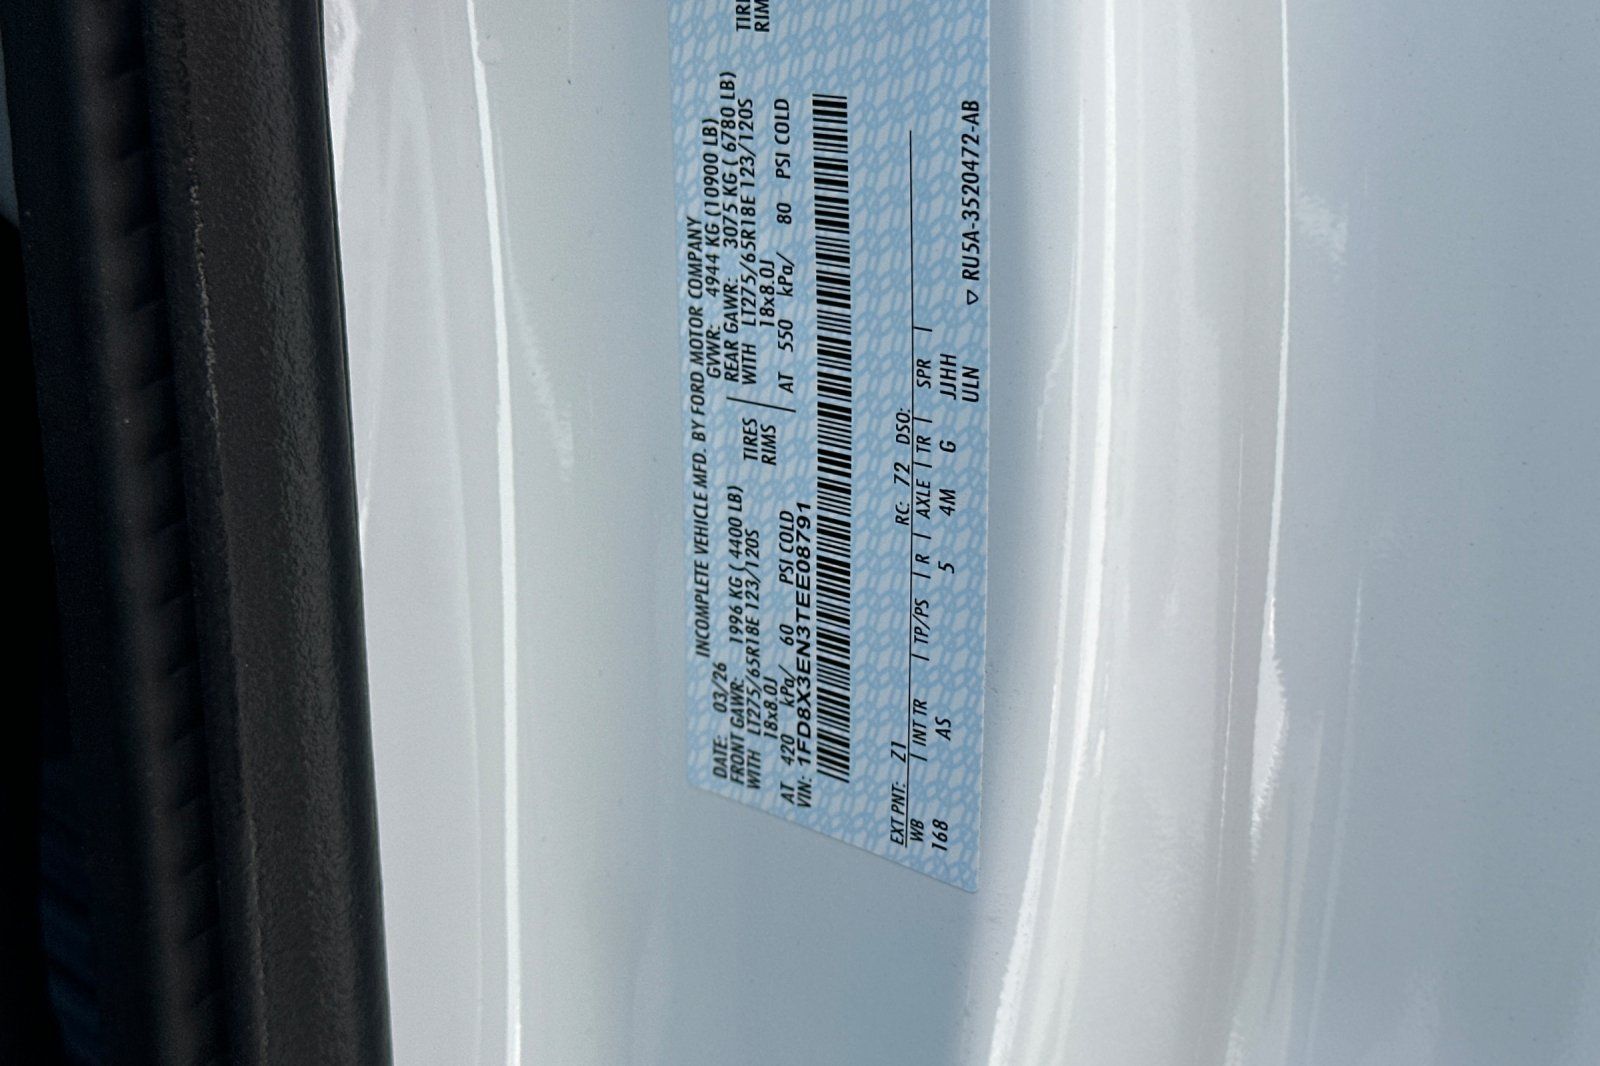 INCOMPLETE VEHICLE MFD. BY FORD MOTOR COMPANY
DATE: 03/26 GVWR: 4944 KG (10900 LB)
FRONT GAWR: 1996 KG ( 4400 LB) REAR GAWR: 3075 KG ( 6780 LB)
WITH LT275/65R18E 123/120S TIRES WITH LT275/65R18E 123/120S
18x8.0J RIMS 18x8.0J
AT 420 kPa/ 60 PSI COLD AT 550 kPa/ 80 PSI COLD
VIN: 1FD8X3EN3TEE08791
EXT PNT: Z1 RC: 72 DSO:
WB | INT TR | TP/PS | R | AXLE | TR | SPR |
168 AS 5 4M G JJHH
ULN
▽ RU5A-3520472-AB